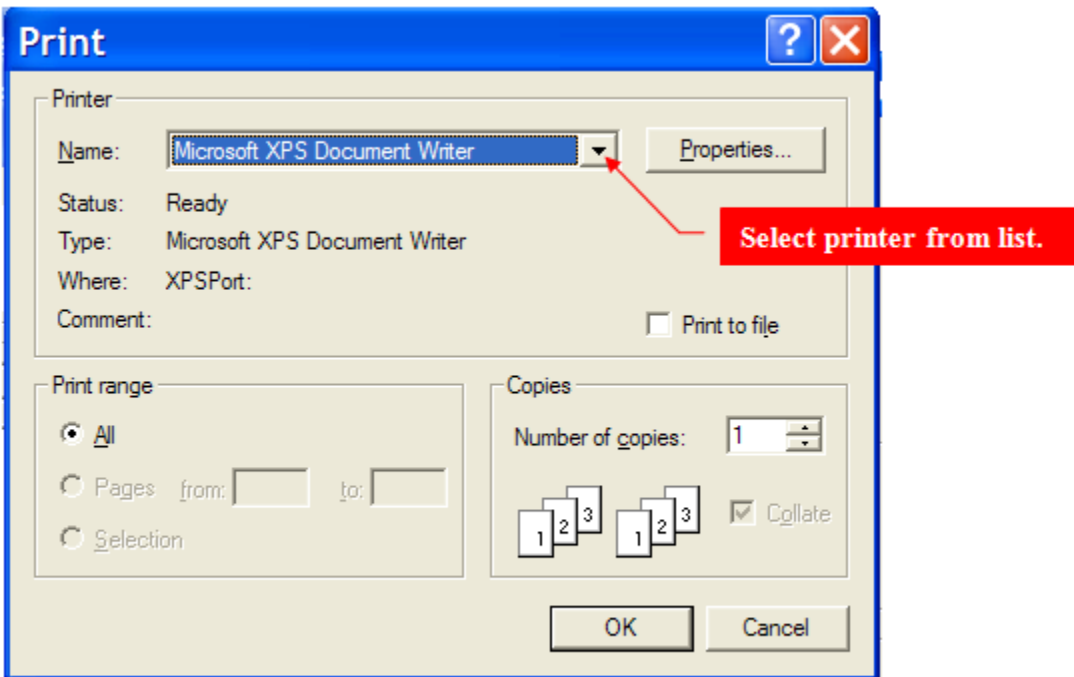 Print
Printer
Name: Microsoft XPS Document Writer Properties...
Status: Ready
Type: Microsoft XPS Document Writer
Select printer from list.
Where: XPSPort:
Comment: Print to file
Print range
All
Pages from: to:
Selection
Copies
Number of copies: 1
1 2 3 1 2 3 Collate
OK Cancel